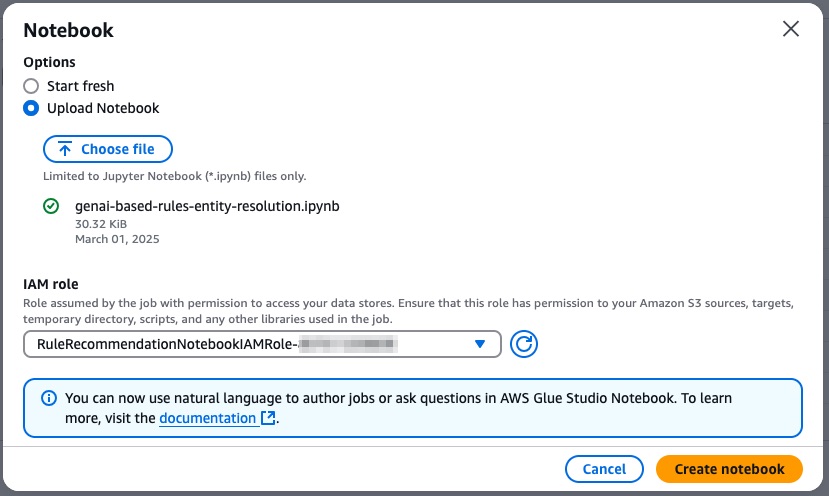 Notebook
Options
Start fresh
Upload Notebook
Choose file
Limited to Jupyter Notebook (*.ipynb) files only.
genai-based-rules-entity-resolution.ipynb
30.32 KiB
March 01, 2025
IAM role
Role assumed by the job with permission to access your data stores. Ensure that this role has permission to your Amazon S3 sources, targets,
temporary directory, scripts, and any other libraries used in the job.
RuleRecommendationNotebookIAMRole-
You can now use natural language to author jobs or ask questions in AWS Glue Studio Notebook. To learn
more, visit the documentation.
Cancel
Create notebook